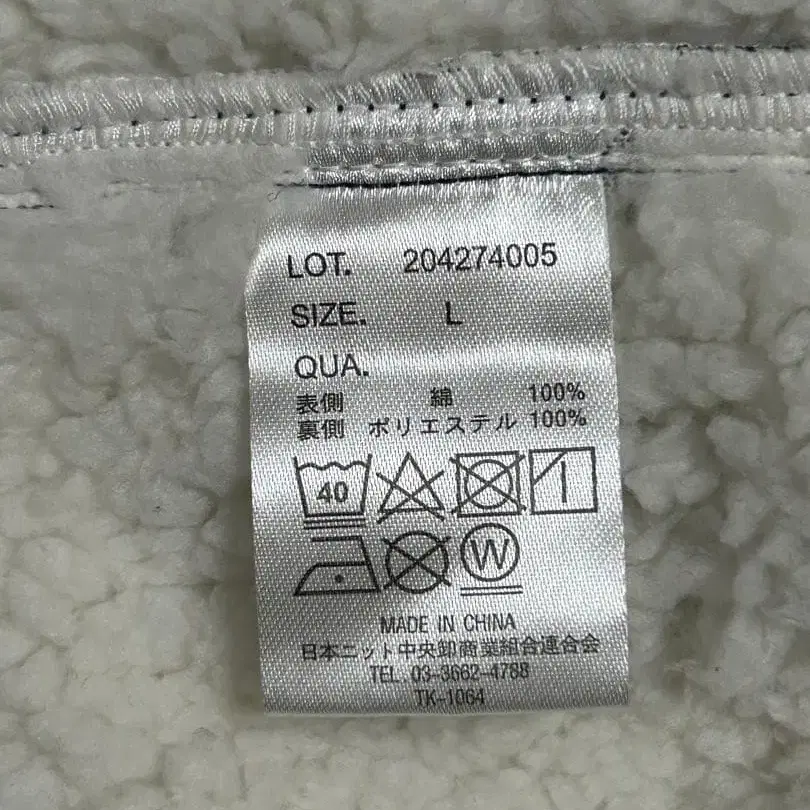 LOT. 204274005
SIZE. L
QUA.
表側 綿 100%
裏側 ポリエステル 100%
40
W
MADE IN CHINA
日本ニット中央卸商業組合連合会
TEL 03-3662-4788
TK-1064